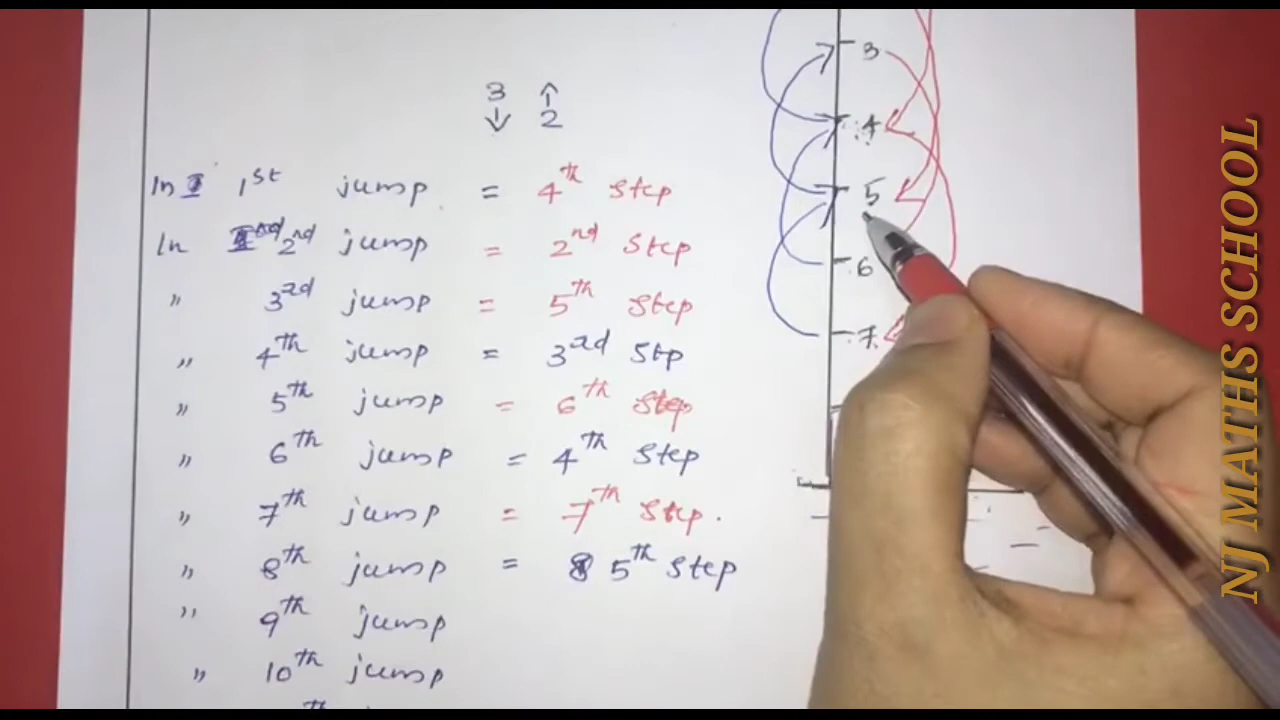 3
4
5
6
7
3 ↑
↓ 2
In 1st jump = 4th Step
In 2nd jump = 2nd Step
" 3rd jump = 5th Step
" 4th jump = 3rd Stp
" 5th jump = 6th Step
" 6th jump = 4th Step
" 7th jump = 7th Step.
" 8th jump = 5th Step
" 9th jump
" 10th jump
NJ MATHS SCHOOL